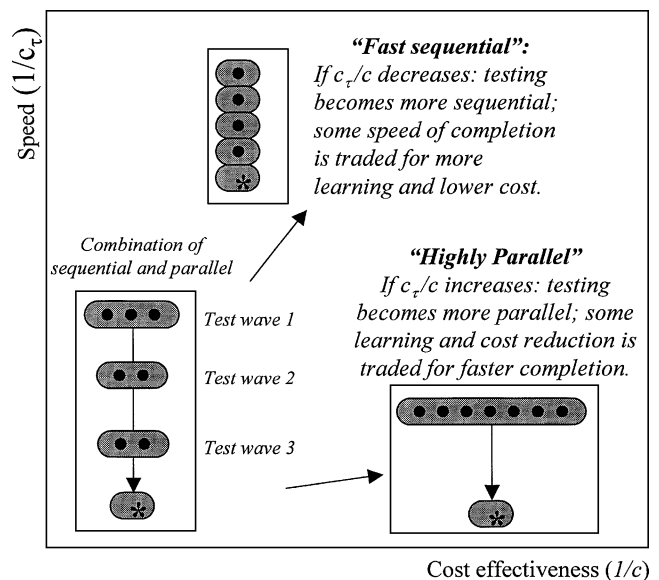 Speed (1/cτ)
“Fast sequential”:
If cτ/c decreases: testing
becomes more sequential;
some speed of completion
is traded for more
learning and lower cost.
Combination of
sequential and parallel
Test wave 1
Test wave 2
Test wave 3
“Highly Parallel”
If cτ/c increases: testing
becomes more parallel; some
learning and cost reduction is
traded for faster completion.
*
*
*
Cost effectiveness (1/c)